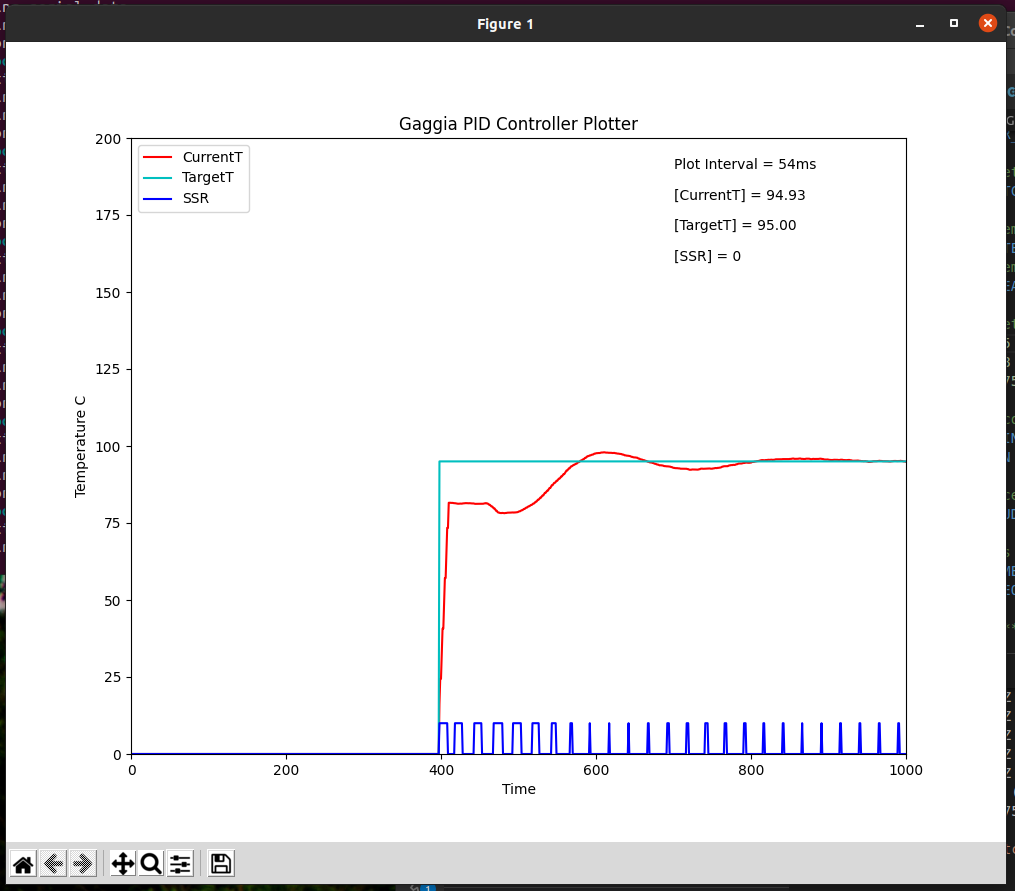 Figure 1
Gaggia PID Controller Plotter
CurrentT
TargetT
SSR
Plot Interval = 54ms
[CurrentT] = 94.93
[TargetT] = 95.00
[SSR] = 0
200
175
150
125
100
75
50
25
0
Temperature C
0 200 400 600 800 1000
Time